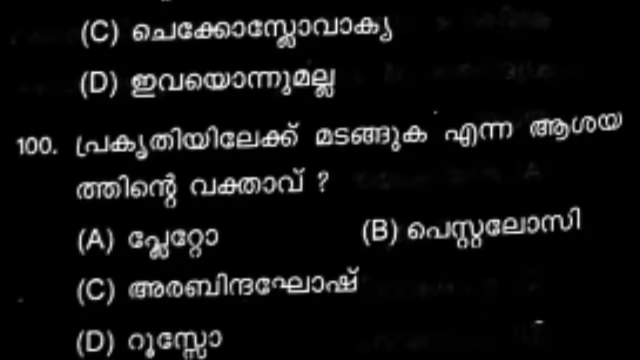 (C) ചെക്കോസ്ലോവാക്യ
(D) ഇവയൊന്നുമല്ല
100. പ്രകൃതിയിലേക്ക് മടങ്ങുക എന്ന ആശയ
ത്തിന്റെ വക്താവ് ?
(A) പ്ലേറ്റോ (B) പെസ്റ്റലോസി
(C) അരബിന്ദഘോഷ്
(D) റൂസ്സോ